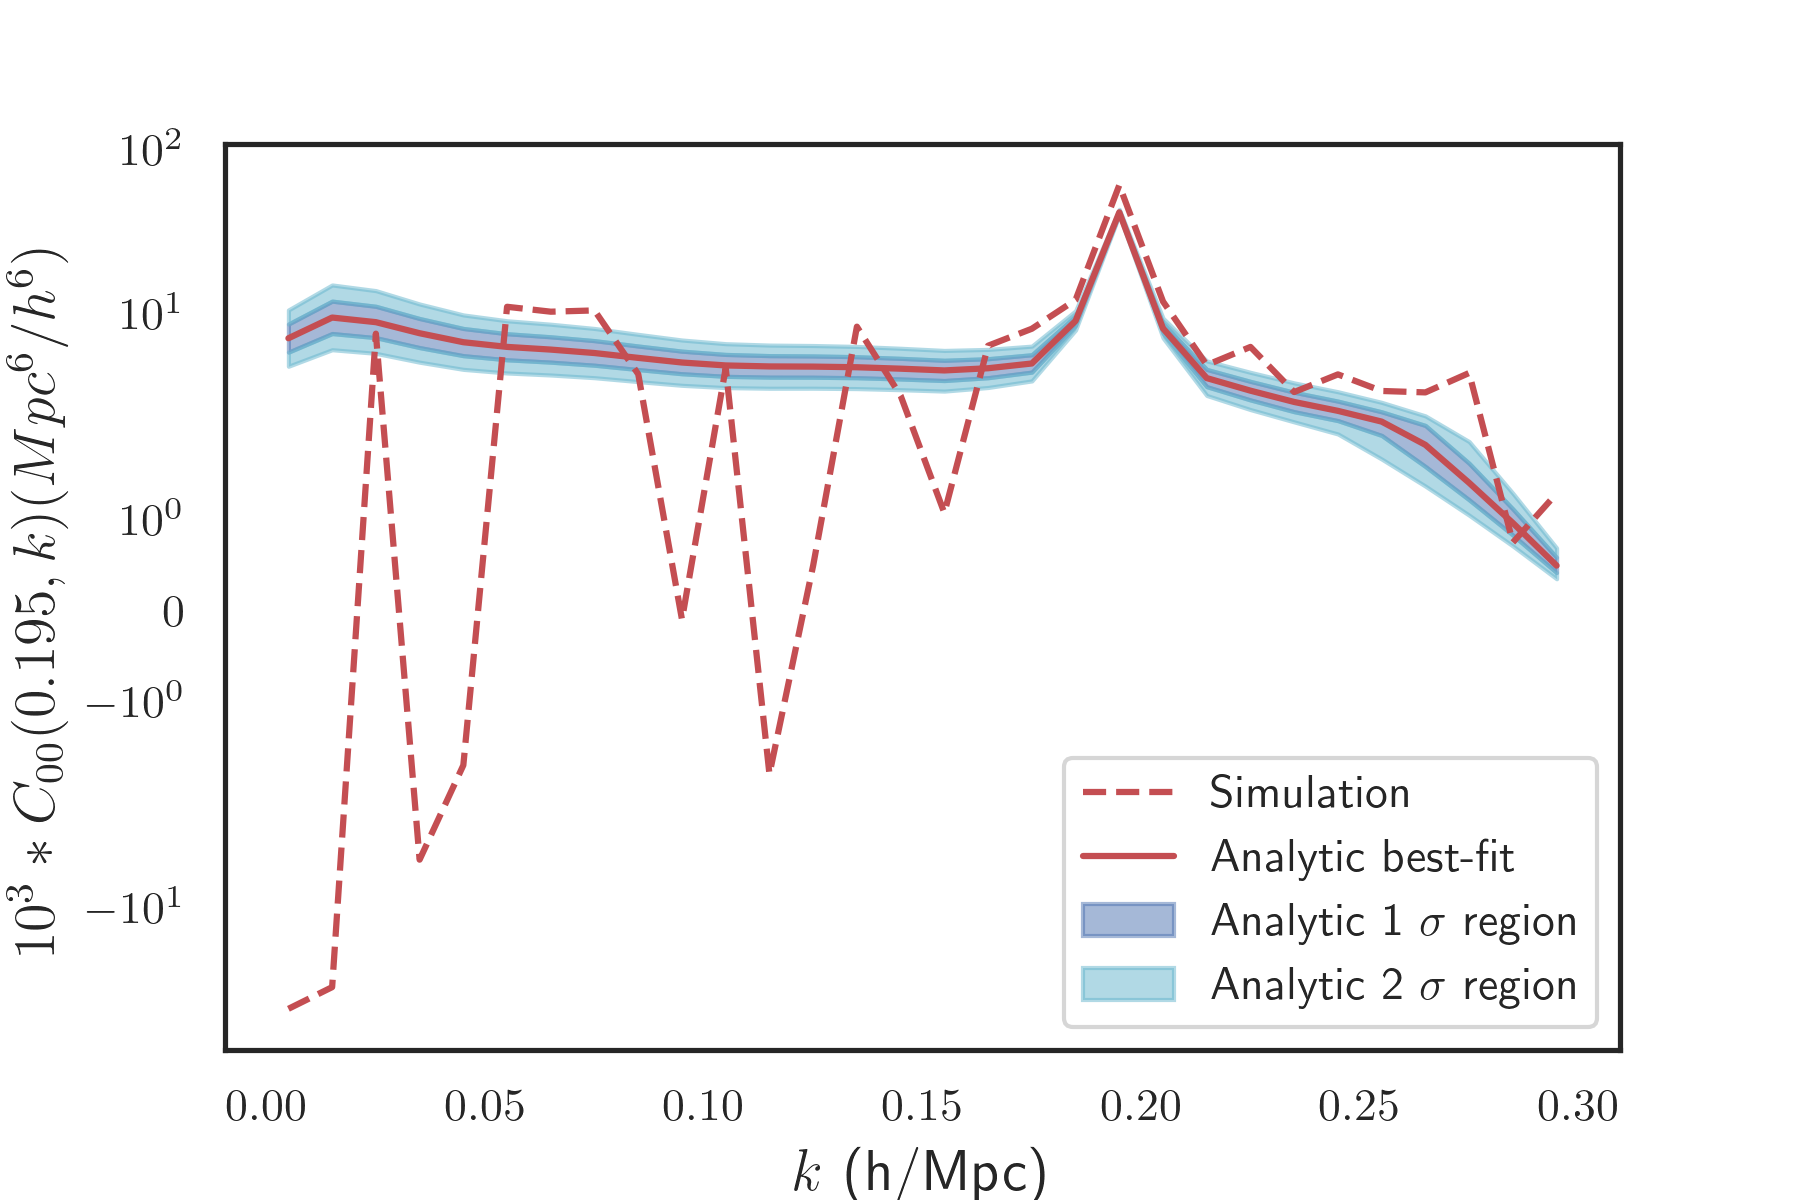 10^2
10^1
10^0
0
−10^0
−10^1
10^3 ∗ C_00(0.195, k)(Mpc^6/h^6)
Simulation
Analytic best-fit
Analytic 1 σ region
Analytic 2 σ region
0.00 0.05 0.10 0.15 0.20 0.25 0.30
k (h/Mpc)